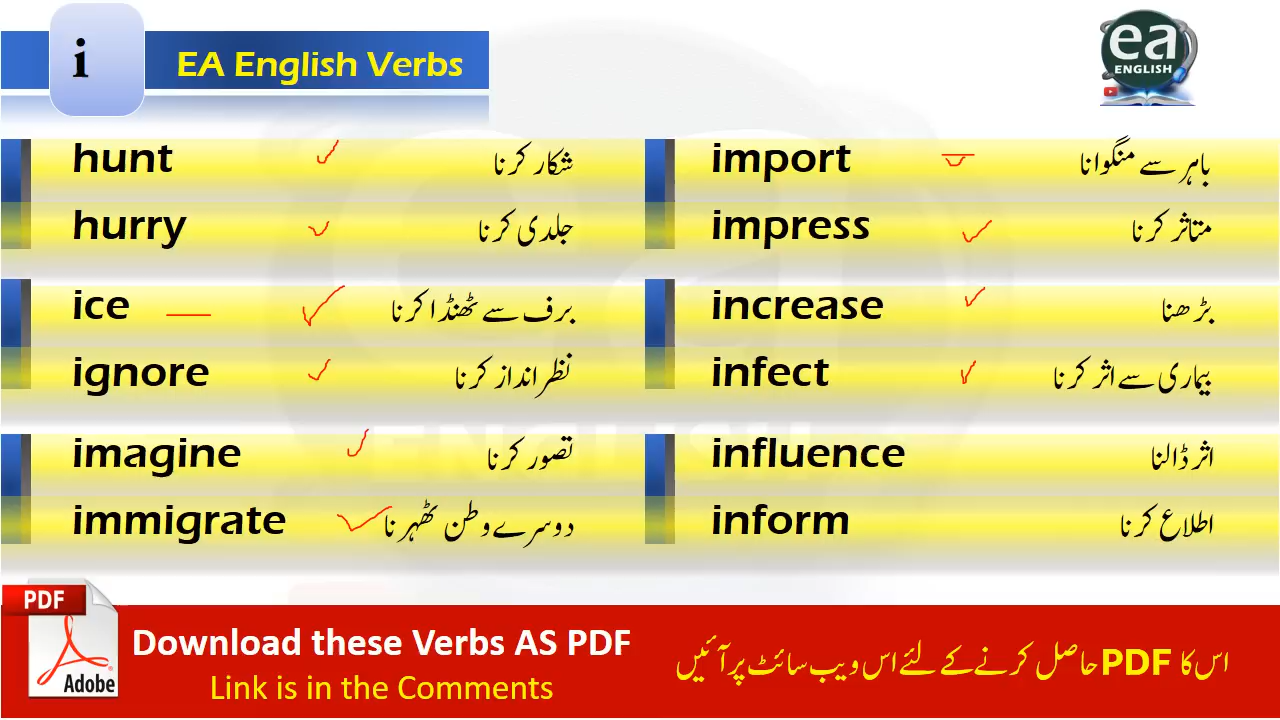 i
EA English Verbs
ea
ENGLISH
hunt شکار کرنا
hurry جلدی کرنا
ice برف سے ٹھنڈا کرنا
ignore نظر انداز کرنا
imagine تصور کرنا
immigrate دوسرے وطن ٹھہرنا
import باہر سے منگوانا
impress متاثر کرنا
increase بڑھنا
infect بیماری سے اثر کرنا
influence اثر ڈالنا
inform اطلاع کرنا
PDF
Adobe
Download these Verbs AS PDF
Link is in the Comments
اس کا PDF حاصل کرنے کے لئے اس ویب سائٹ پر آئیں